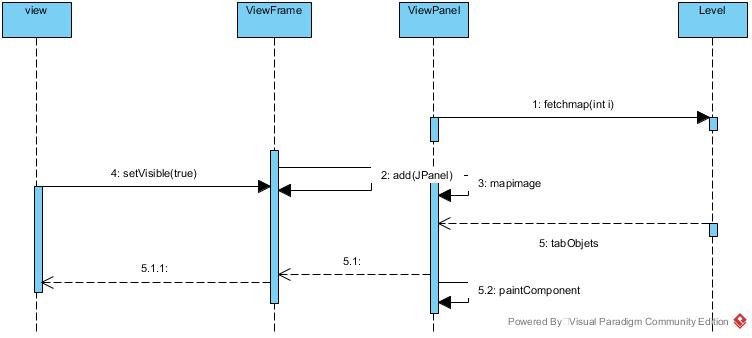 view
ViewFrame
ViewPanel
Level
1: fetchmap(int i)
4: setVisible(true)
2: add(JPanel)
3: mapimage
5: tabObjets
5.1:
5.1.1:
5.2: paintComponent
Powered By Visual Paradigm Community Edition